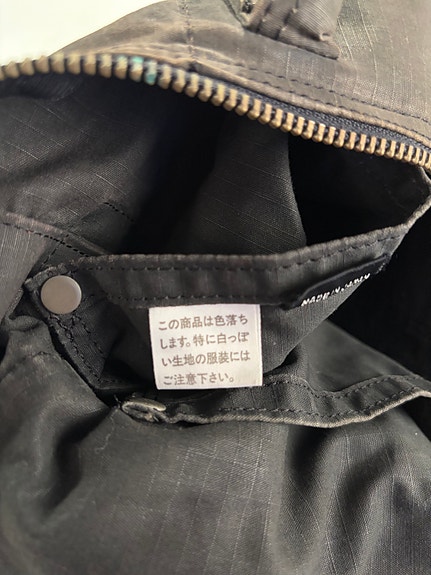 MADE IN JAPAN
この商品は色落ち
します。特に白っぽ
い生地の服装には
ご注意下さい。